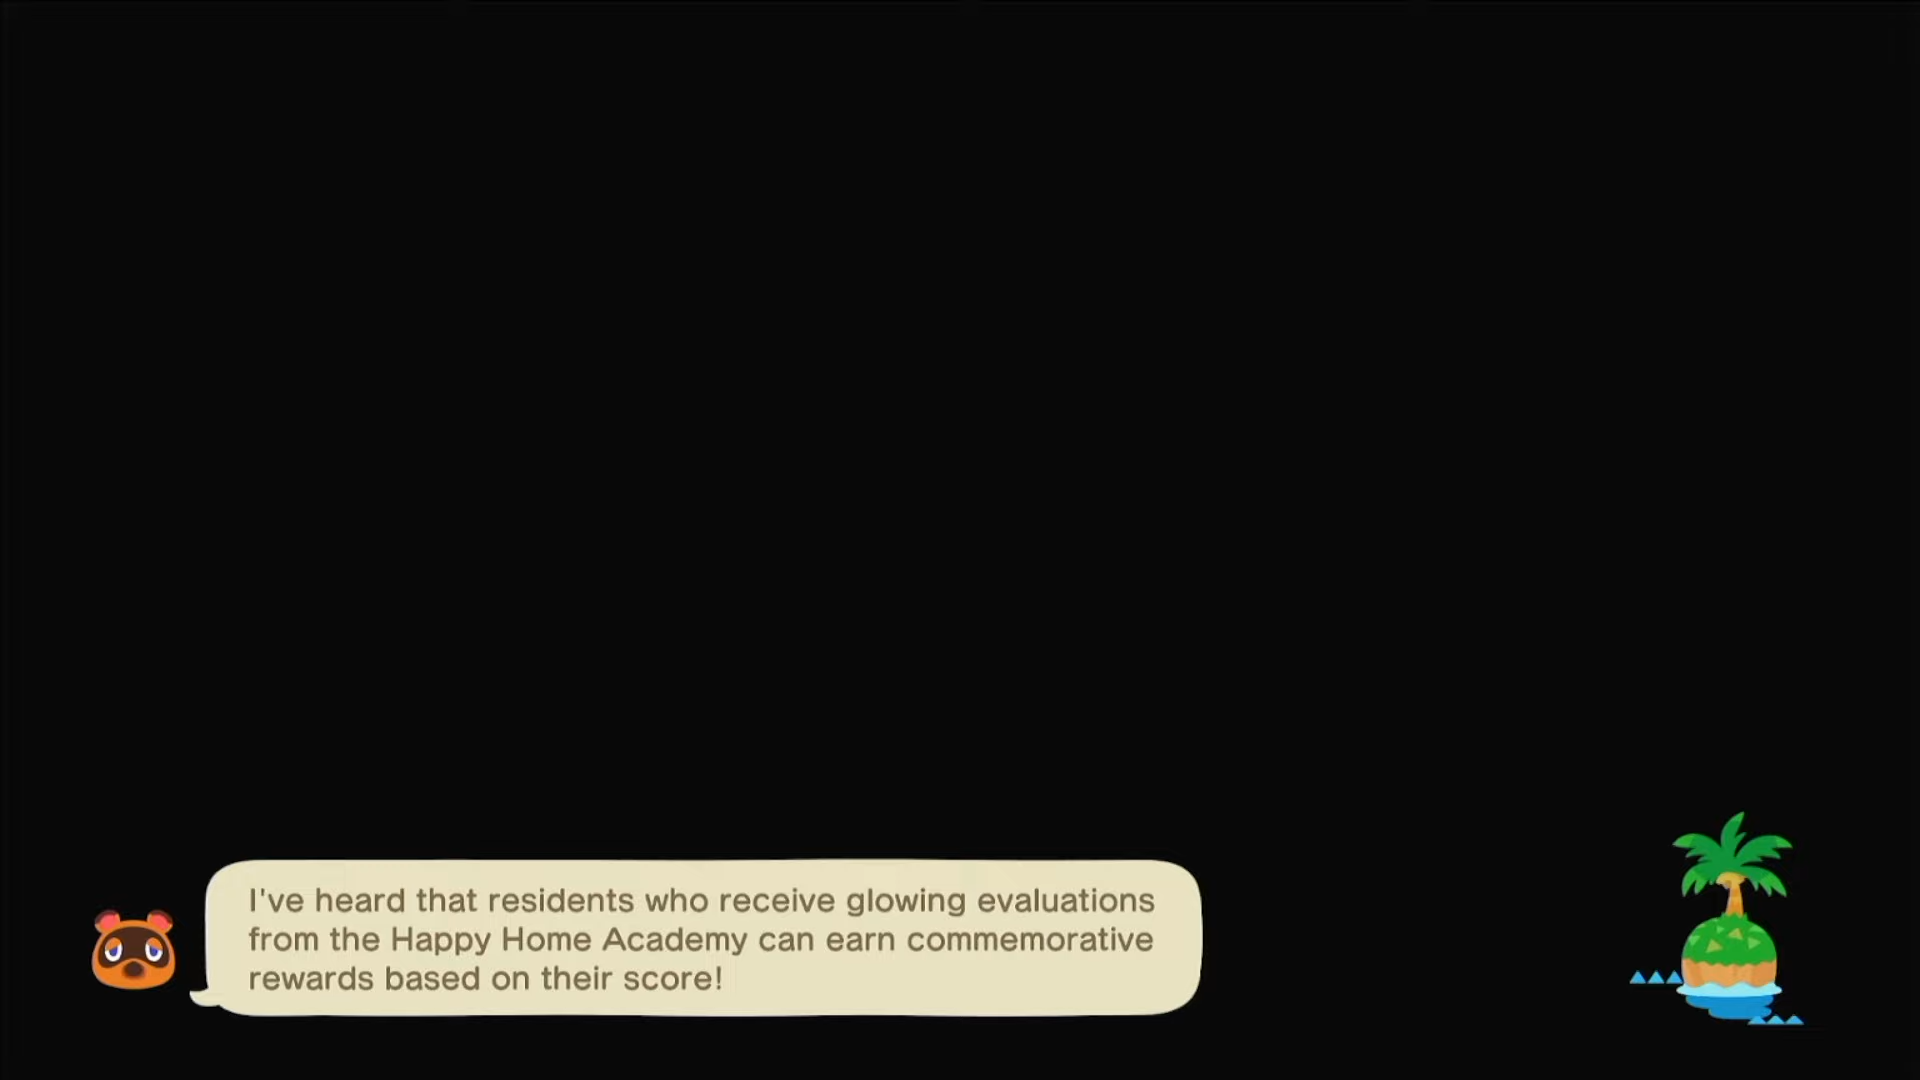 I've heard that residents who receive glowing evaluations
from the Happy Home Academy can earn commemorative
rewards based on their score!